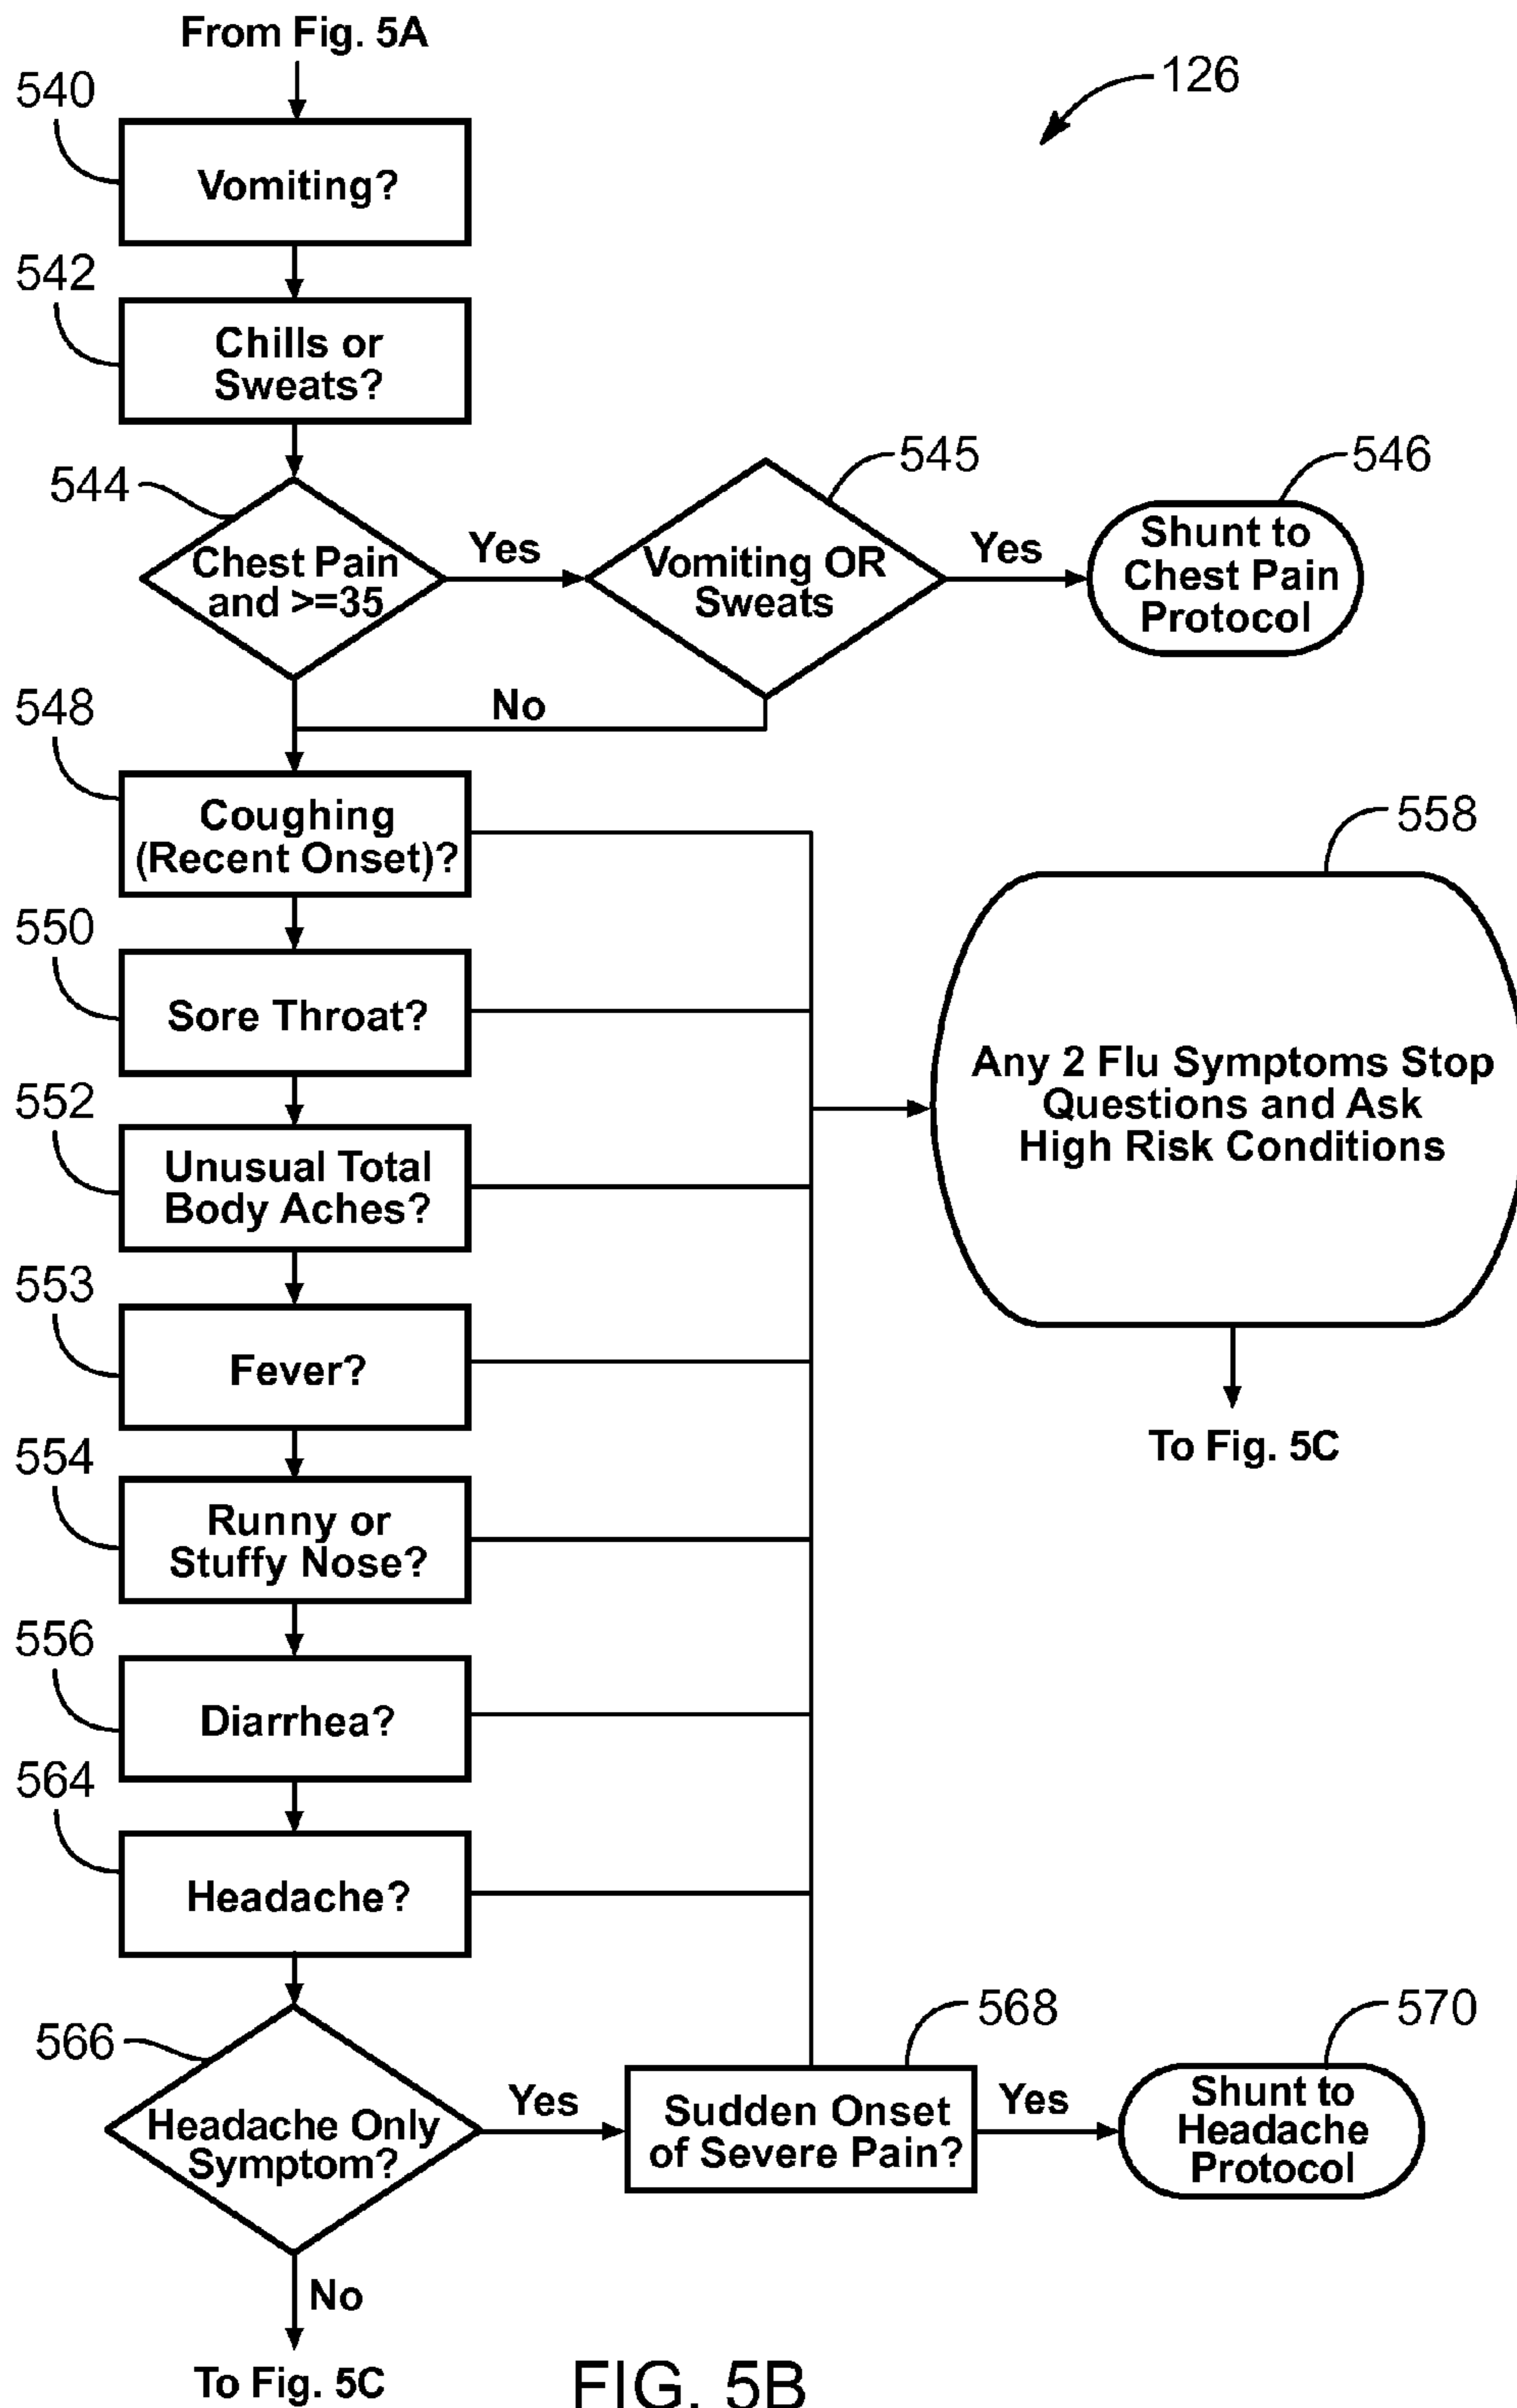 From Fig. 5A
126
540
Vomiting?
542
Chills or
Sweats?
544
Chest Pain
and >=35
Yes
545
Vomiting OR
Sweats
Yes
546
Shunt to
Chest Pain
Protocol
No
548
Coughing
(Recent Onset)?
550
Sore Throat?
552
Unusual Total
Body Aches?
553
Fever?
554
Runny or
Stuffy Nose?
556
Diarrhea?
564
Headache?
558
Any 2 Flu Symptoms Stop
Questions and Ask
High Risk Conditions
To Fig. 5C
566
Headache Only
Symptom?
Yes
568
Sudden Onset
of Severe Pain?
Yes
570
Shunt to
Headache
Protocol
No
To Fig. 5C
FIG. 5B